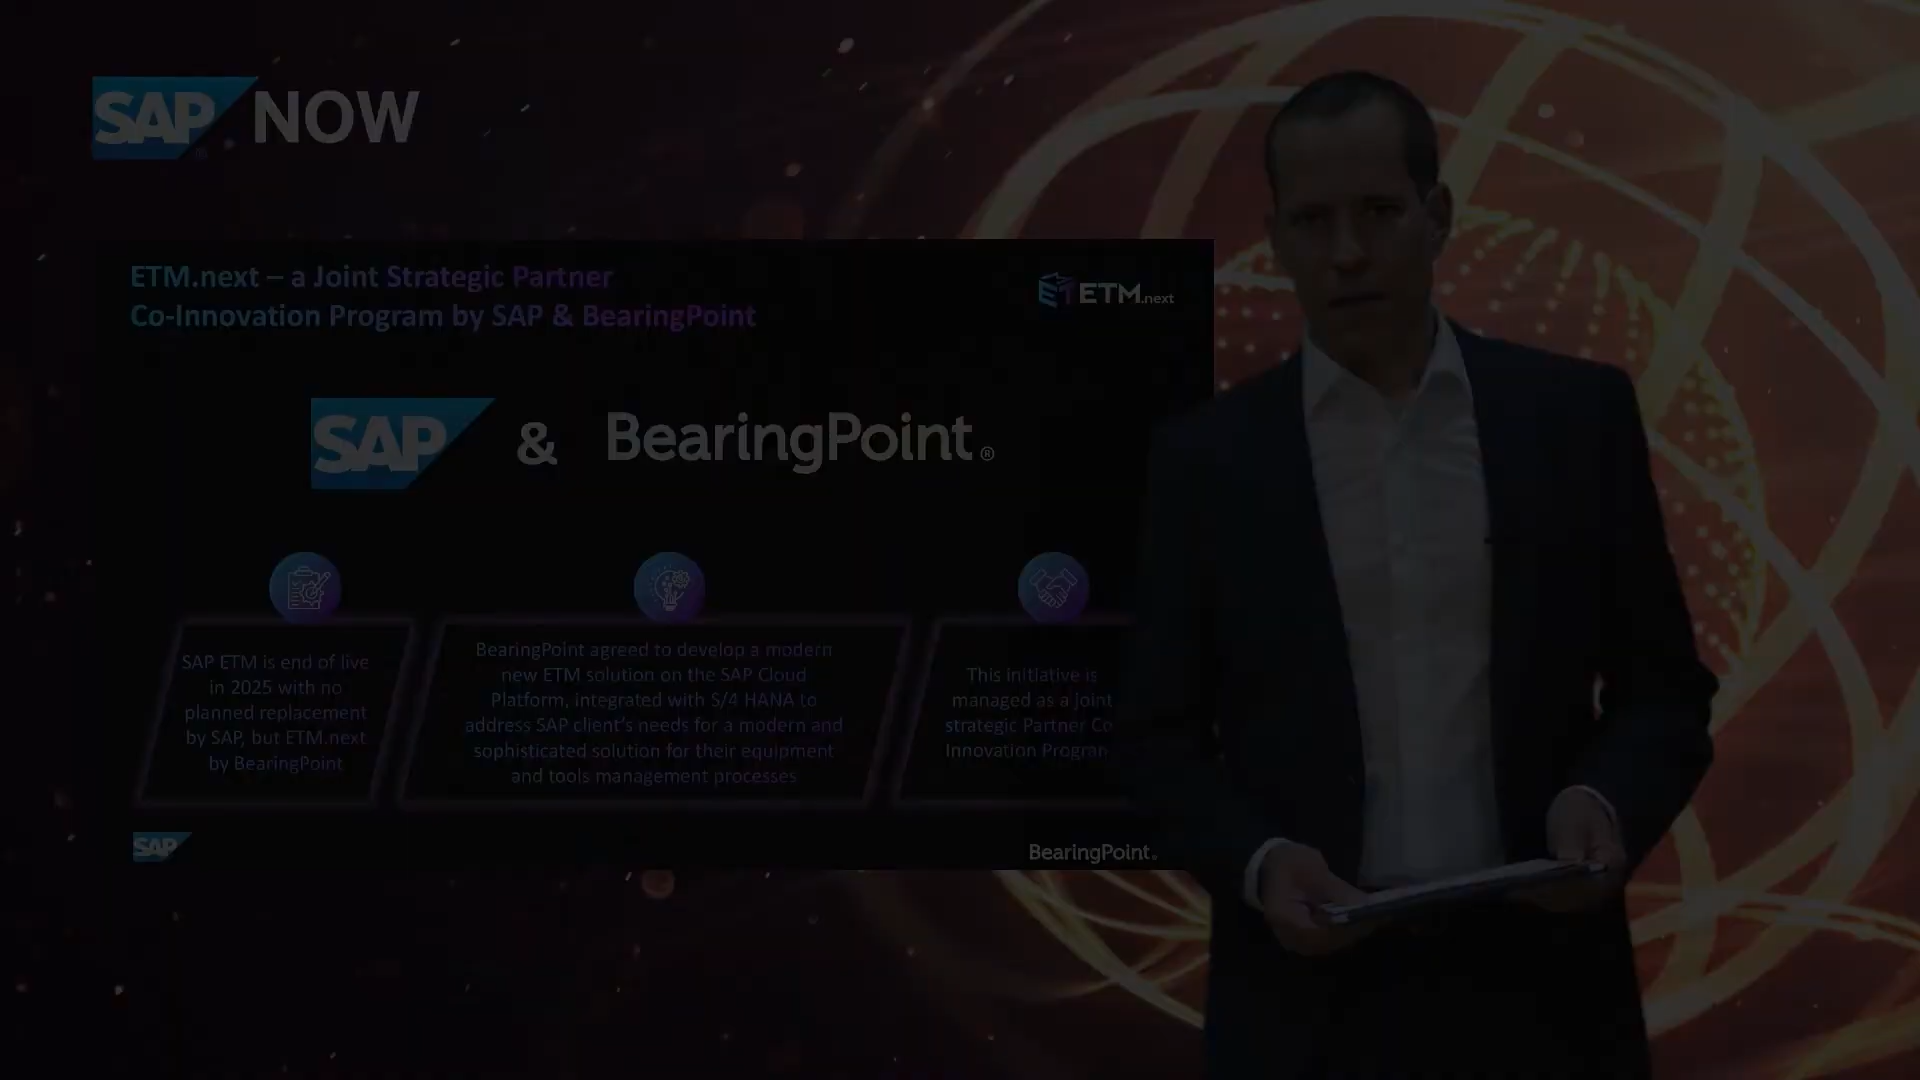 SAP NOW
ETM.next – a Joint Strategic Partner
Co-Innovation Program by SAP & BearingPoint
ETM.next
SAP & BearingPoint®
SAP ETM is end of live
in 2025 with no
planned replacement
by SAP, but ETM.next
by BearingPoint
BearingPoint agreed to develop a modern
new ETM solution on the SAP Cloud
Platform, integrated with S/4 HANA to
address SAP client's needs for a modern and
sophisticated solution for their equipment
and tools management processes
This initiative is
managed as a joint
strategic Partner Co
Innovation Program
SAP
BearingPoint®